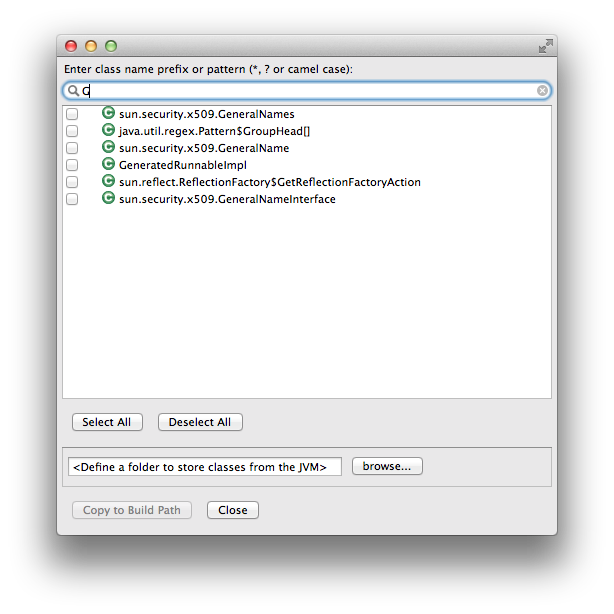 Enter class name prefix or pattern (*, ? or camel case):
G
C sun.security.x509.GeneralNames
C java.util.regex.Pattern$GroupHead[]
C sun.security.x509.GeneralName
C GeneratedRunnableImpl
C sun.reflect.ReflectionFactory$GetReflectionFactoryAction
C sun.security.x509.GeneralNameInterface
Select All Deselect All
<Define a folder to store classes from the JVM> browse...
Copy to Build Path Close